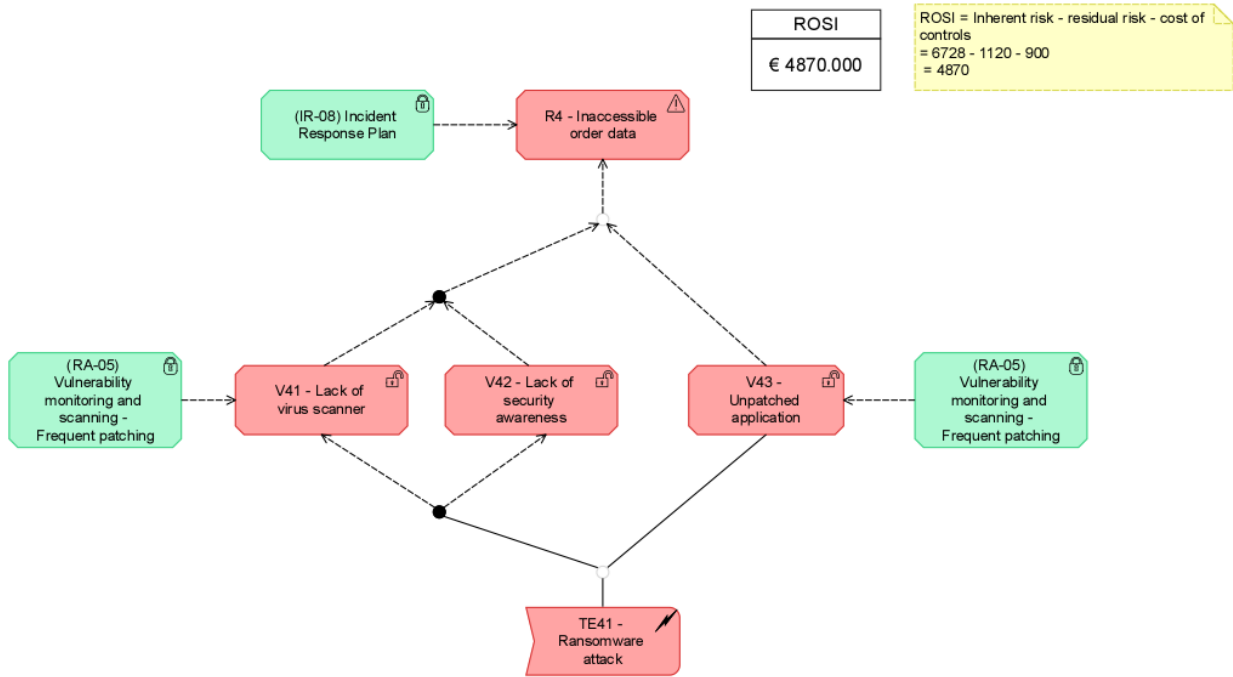 ROSI
€ 4870.000
ROSI = Inherent risk - residual risk - cost of
controls
= 6728 - 1120 - 900
= 4870
(IR-08) Incident
Response Plan
R4 - Inaccessible
order data
(RA-05)
Vulnerability
monitoring and
scanning -
Frequent patching
V41 - Lack of
virus scanner
V42 - Lack of
security
awareness
V43 -
Unpatched
application
(RA-05)
Vulnerability
monitoring and
scanning -
Frequent patching
TE41 -
Ransomware
attack